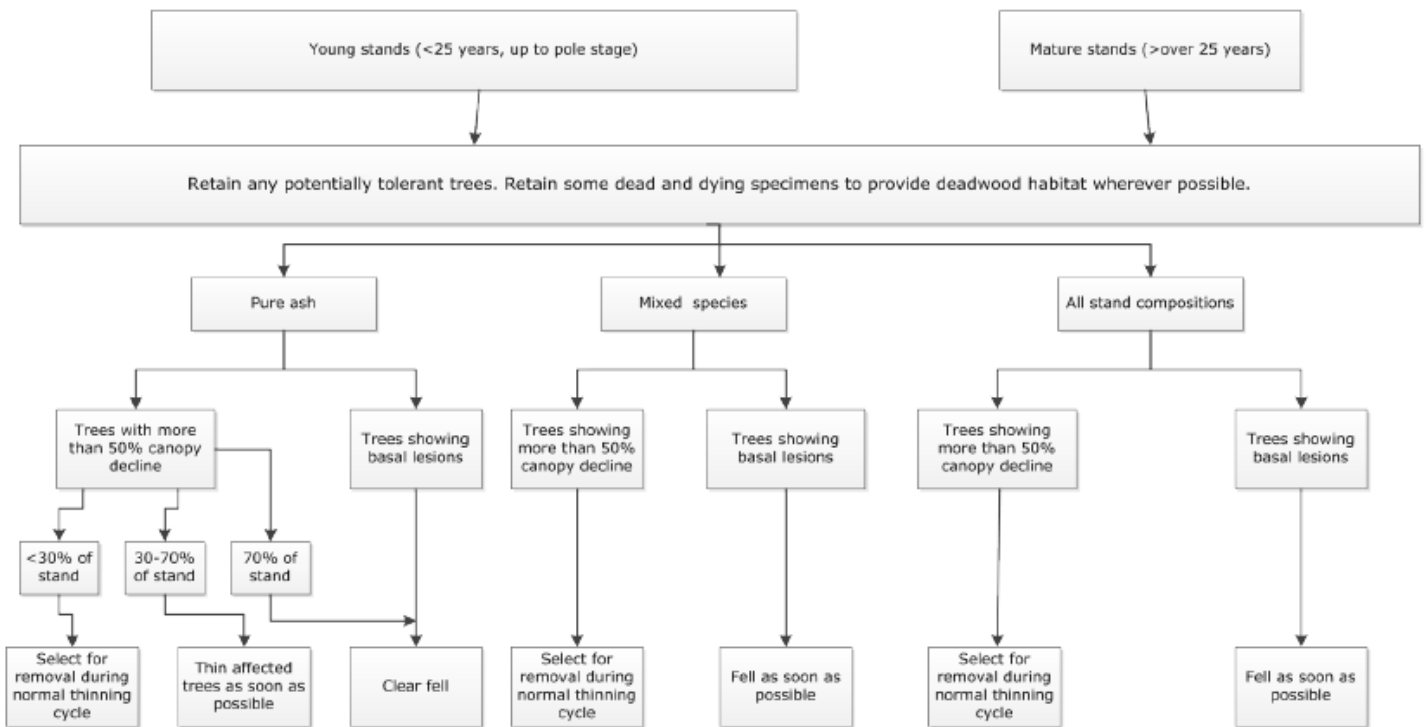 Young stands (<25 years, up to pole stage)
Mature stands (>over 25 years)
Retain any potentially tolerant trees. Retain some dead and dying specimens to provide deadwood habitat wherever possible.
Pure ash
Mixed species
All stand compositions
Trees with more
than 50% canopy
decline
Trees showing
basal lesions
Trees showing
more than 50%
canopy decline
Trees showing
basal lesions
Trees showing
more than 50%
canopy decline
Trees showing
basal lesions
<30% of
stand
30-70%
of stand
70% of
stand
Select for
removal during
normal thinning
cycle
Thin affected
trees as soon as
possible
Clear fell
Select for
removal during
normal thinning
cycle
Fell as soon as
possible
Select for
removal during
normal thinning
cycle
Fell as soon as
possible